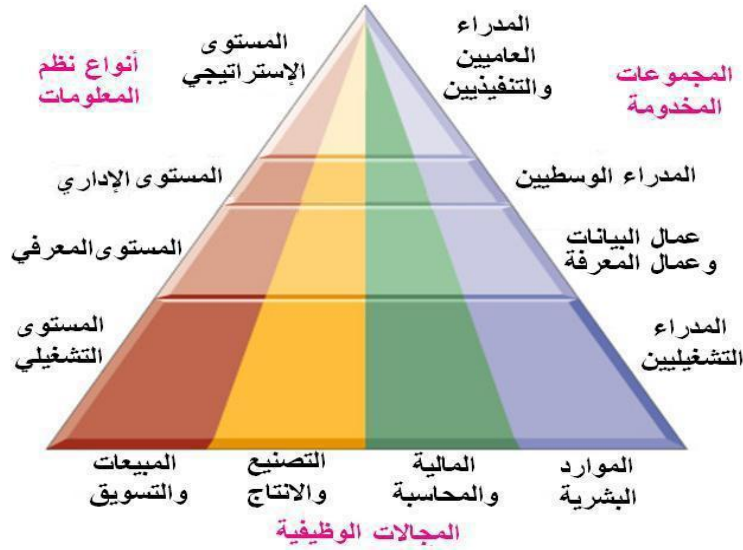 المدراء
العاميين
والتنفيذيين
المستوى
الإستراتيجي
أنواع نظم
المعلومات
المجموعات
المخدومة
المدراء الوسطيين
المستوى الإداري
عمال البيانات
وعمال المعرفة
المستوى المعرفي
المدراء
التشغيليين
المستوى
التشغيلي
الموارد
البشرية
المالية
والمحاسبة
التصنيع
والانتاج
المبيعات
والتسويق
المجالات الوظيفية